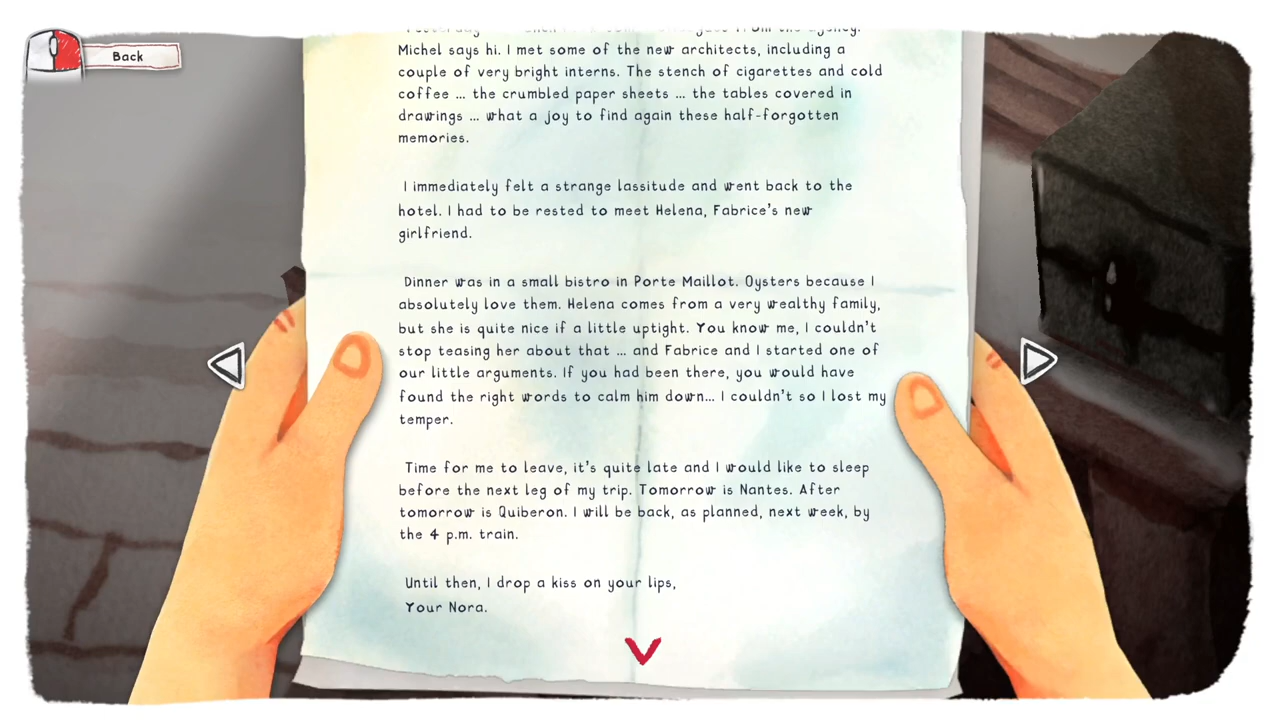 Back
Michel says hi. I met some of the new architects, including a
couple of very bright interns. The stench of cigarettes and cold
coffee ... the crumbled paper sheets ... the tables covered in
drawings ... what a joy to find again these half-forgotten
memories.
I immediately felt a strange lassitude and went back to the
hotel. I had to be rested to meet Helena, Fabrice's new
girlfriend.
Dinner was in a small bistro in Porte Maillot. Oysters because I
absolutely love them. Helena comes from a very wealthy family,
but she is quite nice if a little uptight. You know me, I couldn't
stop teasing her about that ... and Fabrice and I started one of
our little arguments. If you had been there, you would have
found the right words to calm him down... I couldn't so I lost my
temper.
Time for me to leave, it's quite late and I would like to sleep
before the next leg of my trip. Tomorrow is Nantes. After
tomorrow is Quiberon. I will be back, as planned, next week, by
the 4 p.m. train.
Until then, I drop a kiss on your lips,
Your Nora.